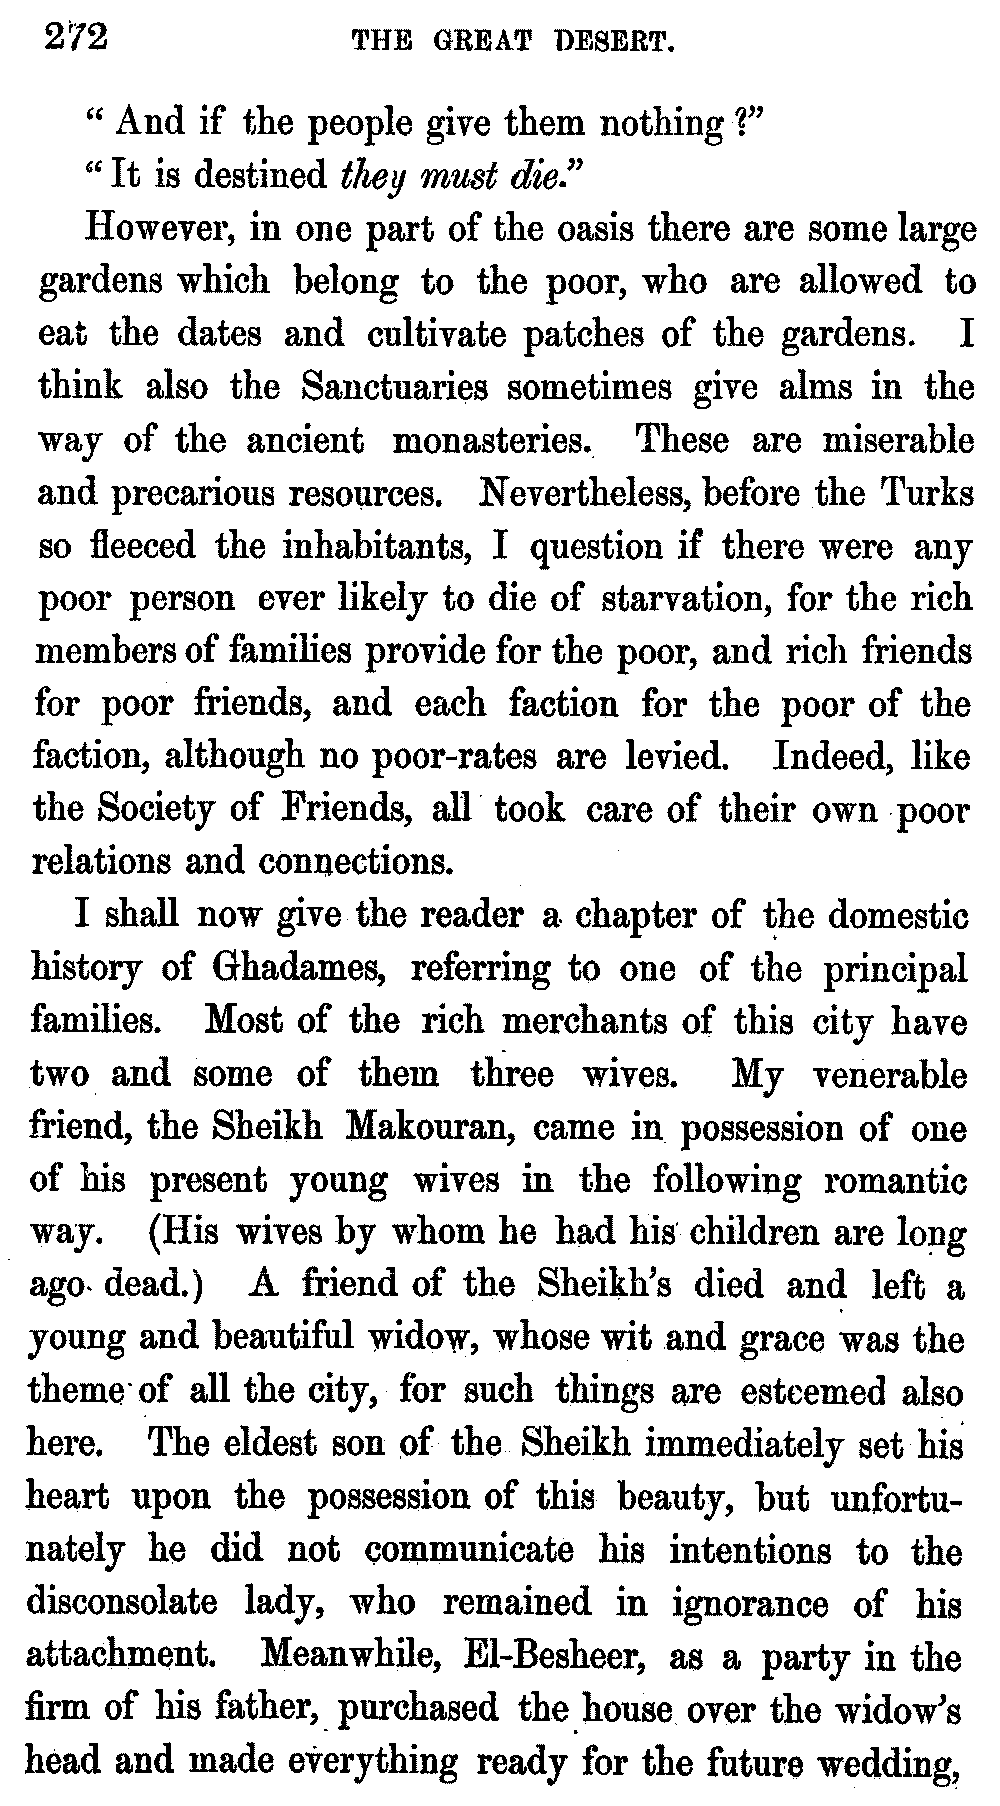 272 THE GREAT DESERT.
“ And if the people give them nothing ?”
“ It is destined they must die.”
However, in one part of the oasis there are some large
gardens which belong to the poor, who are allowed to
eat the dates and cultivate patches of the gardens. I
think also the Sanctuaries sometimes give alms in the
way of the ancient monasteries. These are miserable
and precarious resources. Nevertheless, before the Turks
so fleeced the inhabitants, I question if there were any
poor person ever likely to die of starvation, for the rich
members of families provide for the poor, and rich friends
for poor friends, and each faction for the poor of the
faction, although no poor-rates are levied. Indeed, like
the Society of Friends, all took care of their own poor
relations and connections.
I shall now give the reader a chapter of the domestic
history of Ghadames, referring to one of the principal
families. Most of the rich merchants of this city have
two and some of them three wives. My venerable
friend, the Sheikh Makouran, came in possession of one
of his present young wives in the following romantic
way. (His wives by whom he had his children are long
ago dead.) A friend of the Sheikh’s died and left a
young and beautiful widow, whose wit and grace was the
theme of all the city, for such things are esteemed also
here. The eldest son of the Sheikh immediately set his
heart upon the possession of this beauty, but unfortu-
nately he did not communicate his intentions to the
disconsolate lady, who remained in ignorance of his
attachment. Meanwhile, El-Besheer, as a party in the
firm of his father, purchased the house over the widow’s
head and made everything ready for the future wedding,